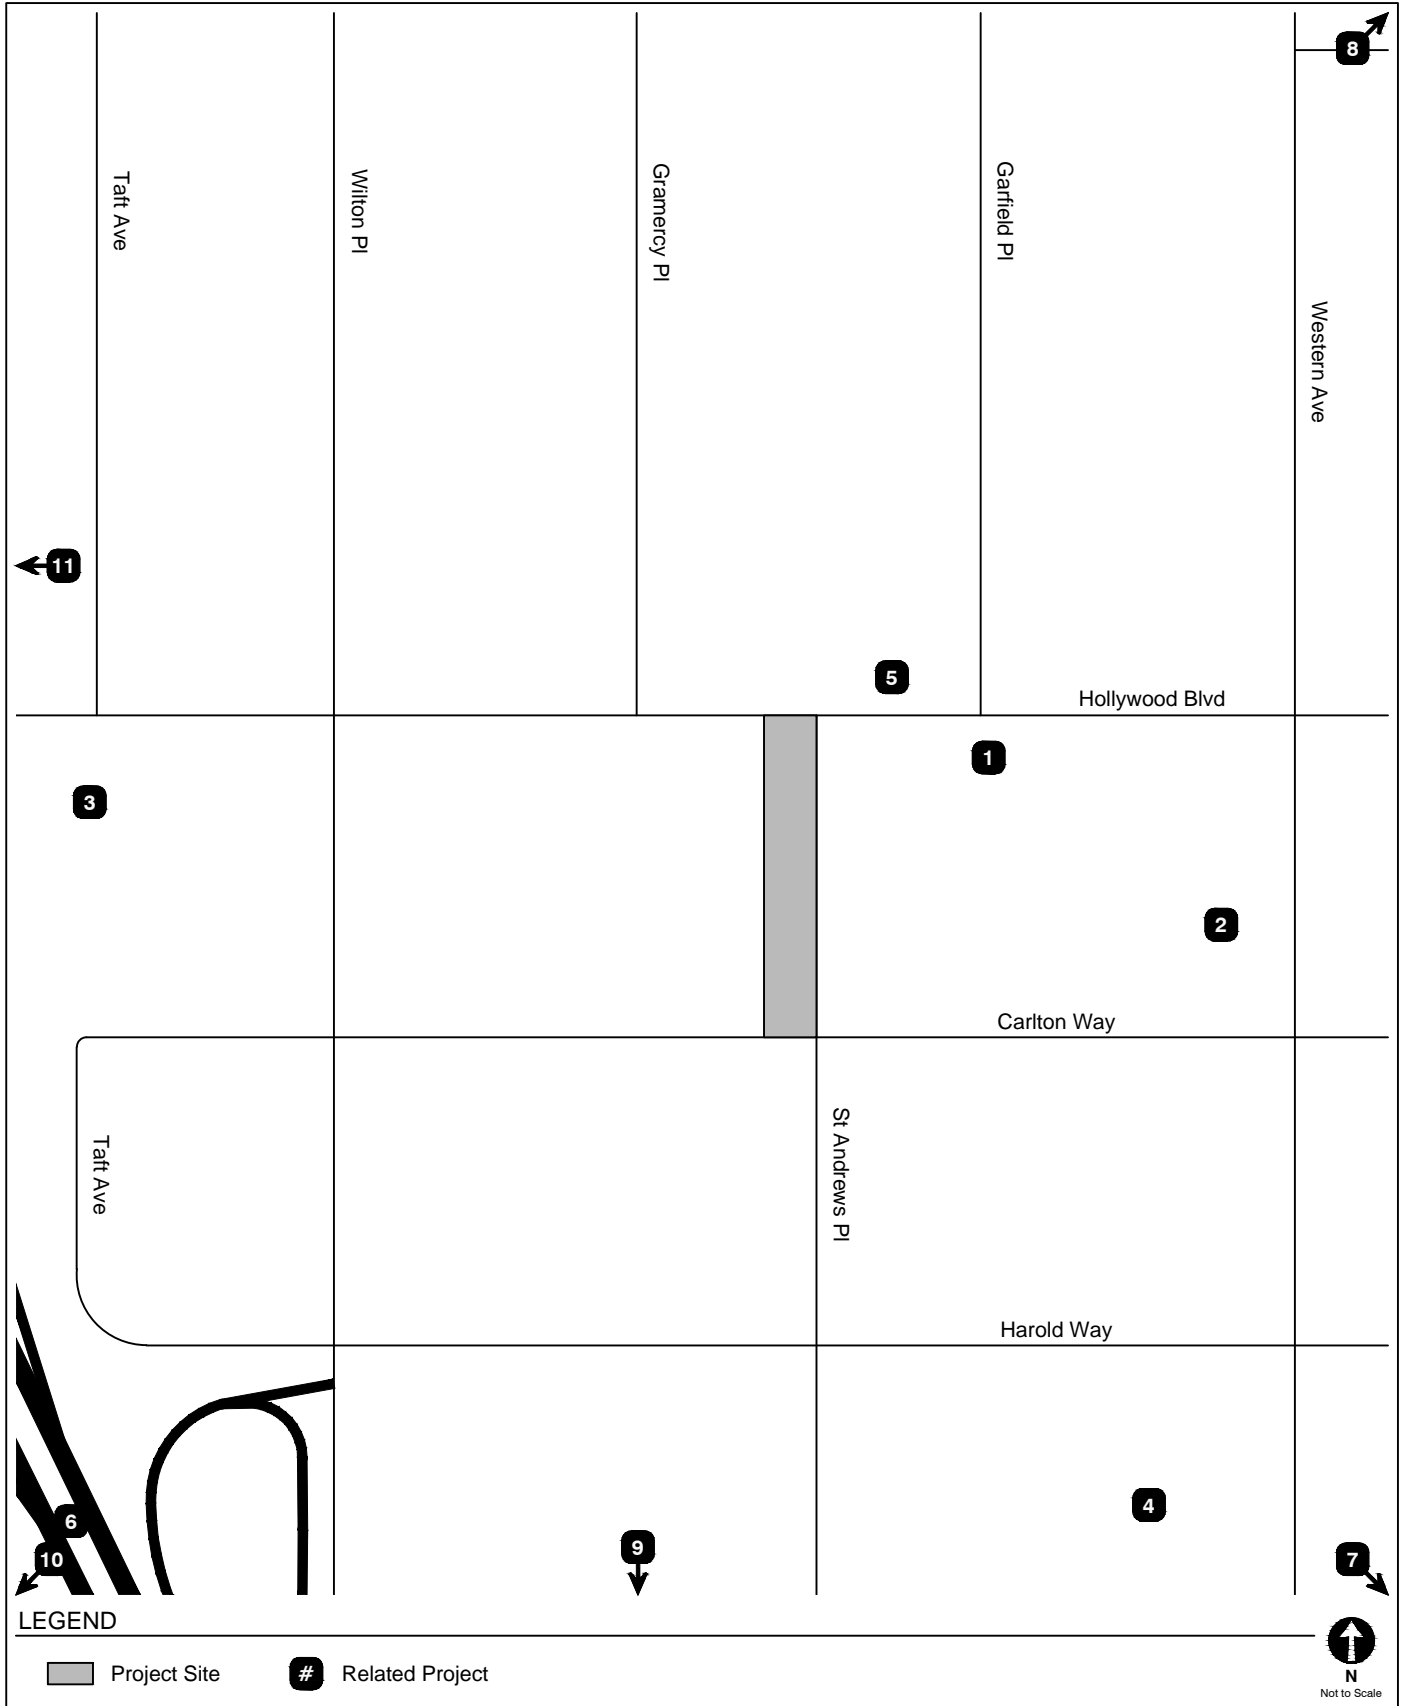 8
Taft Ave
Wilton Pl
Gramercy Pl
Garfield Pl
Western Ave
11
5
Hollywood Blvd
1
3
2
Carlton Way
St Andrews Pl
Taft Ave
Harold Way
4
6
9
10
7
LEGEND
Project Site
# Related Project
N
Not to Scale